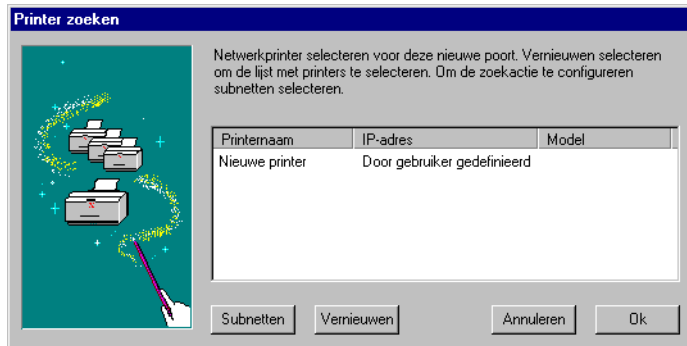 Printer zoeken
Netwerkprinter selecteren voor deze nieuwe poort. Vernieuwen selecteren
om de lijst met printers te selecteren. Om de zoekactie te configureren
subnetten selecteren.
Printernaam IP-adres Model
Nieuwe printer Door gebruiker gedefinieerd
Subnetten Vernieuwen Annuleren Ok